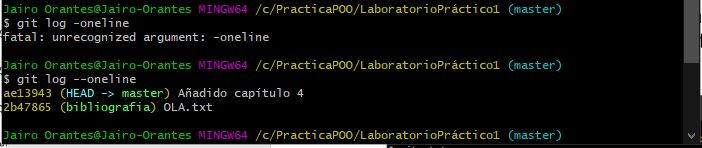 Jairo Orantes@Jairo-Orantes MINGW64 /c/PracticaPOO/LaboratorioPráctico1 (master)
$ git log -oneline
fatal: unrecognized argument: -oneline
Jairo Orantes@Jairo-Orantes MINGW64 /c/PracticaPOO/LaboratorioPráctico1 (master)
$ git log --oneline
ae13943 (HEAD -> master) Añadido capítulo 4
2b47865 (bibliografia) OLA.txt
Jairo Orantes@Jairo-Orantes MINGW64 /c/PracticaPOO/LaboratorioPráctico1 (master)